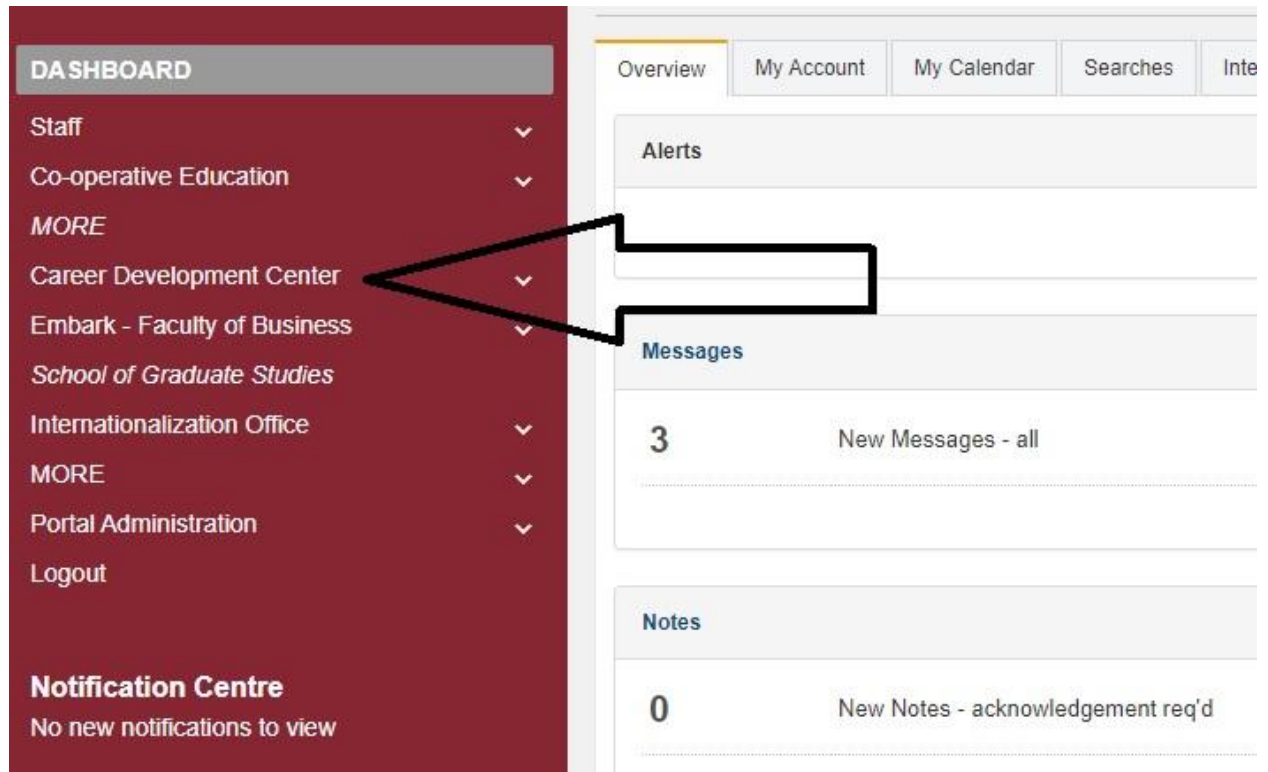 DASHBOARD
Staff
Co-operative Education
MORE
Career Development Center
Embark - Faculty of Business
School of Graduate Studies
Internationalization Office
MORE
Portal Administration
Logout
Notification Centre
No new notifications to view
Overview My Account My Calendar Searches Inte
Alerts
Messages
3 New Messages - all
Notes
0 New Notes - acknowledgement req'd